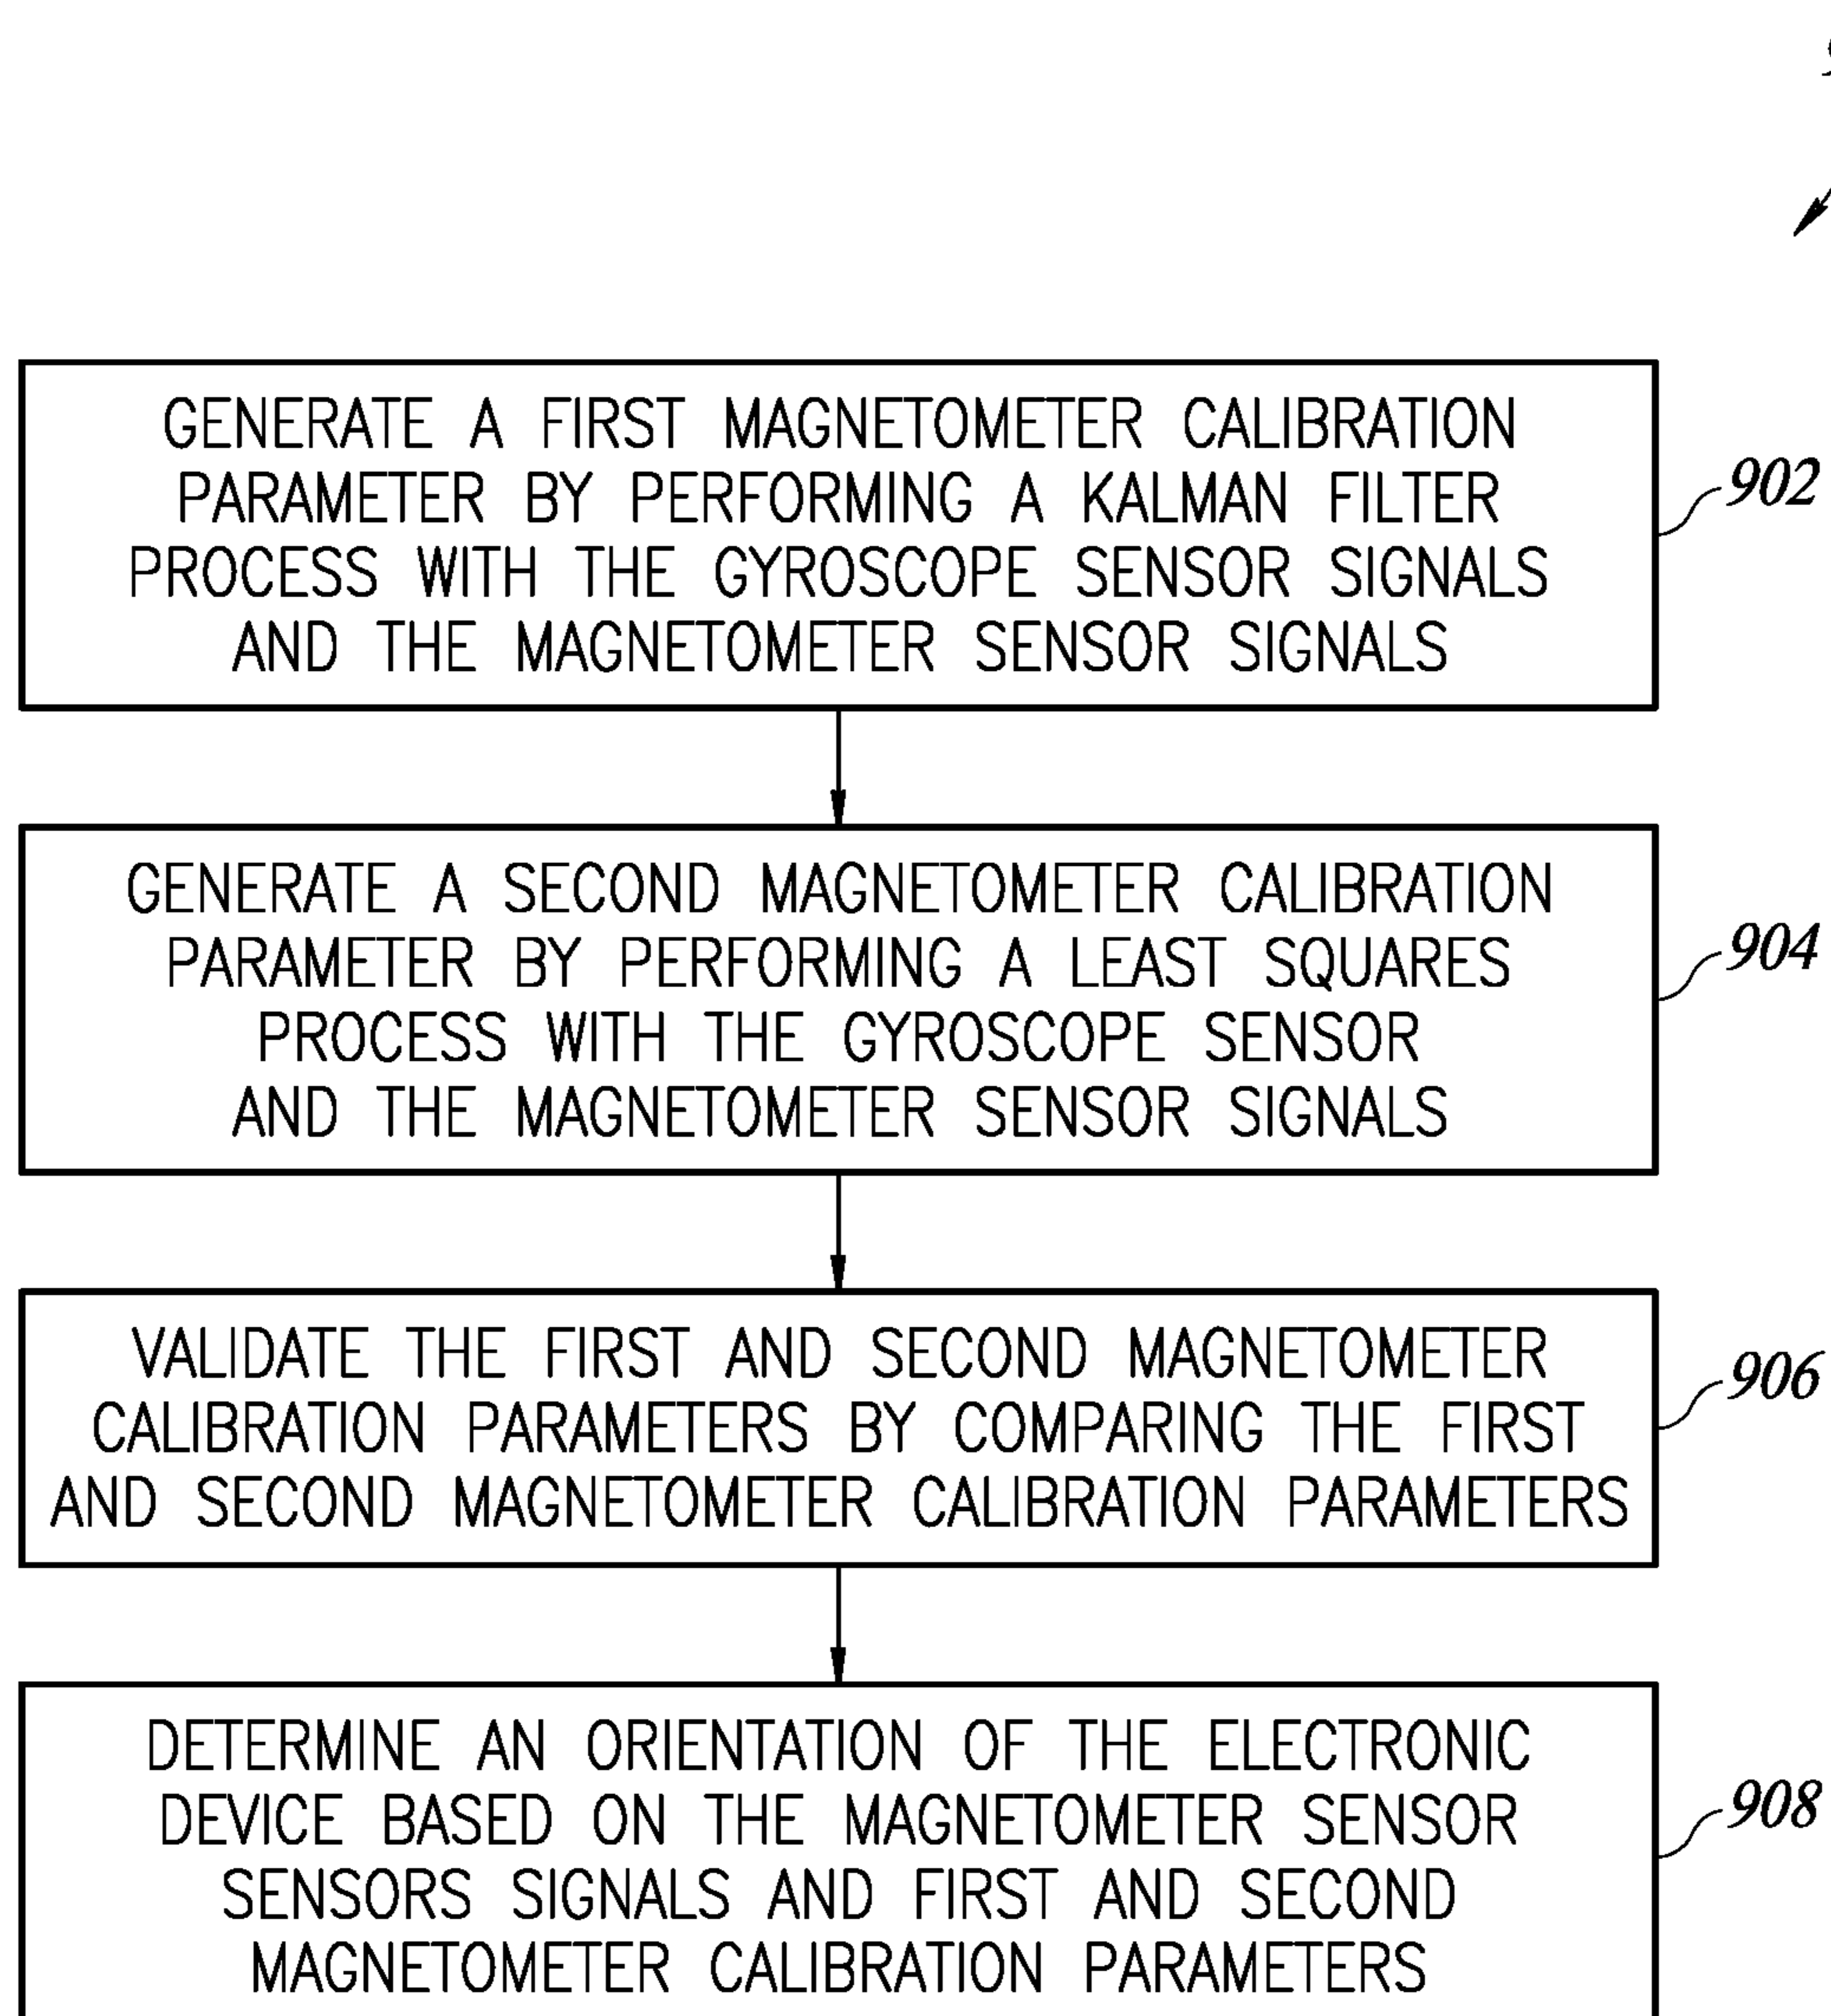 GENERATE A FIRST MAGNETOMETER CALIBRATION
PARAMETER BY PERFORMING A KALMAN FILTER
PROCESS WITH THE GYROSCOPE SENSOR SIGNALS
AND THE MAGNETOMETER SENSOR SIGNALS
902
GENERATE A SECOND MAGNETOMETER CALIBRATION
PARAMETER BY PERFORMING A LEAST SQUARES
PROCESS WITH THE GYROSCOPE SENSOR
AND THE MAGNETOMETER SENSOR SIGNALS
904
VALIDATE THE FIRST AND SECOND MAGNETOMETER
CALIBRATION PARAMETERS BY COMPARING THE FIRST
AND SECOND MAGNETOMETER CALIBRATION PARAMETERS
906
DETERMINE AN ORIENTATION OF THE ELECTRONIC
DEVICE BASED ON THE MAGNETOMETER SENSOR
SENSORS SIGNALS AND FIRST AND SECOND
MAGNETOMETER CALIBRATION PARAMETERS
908